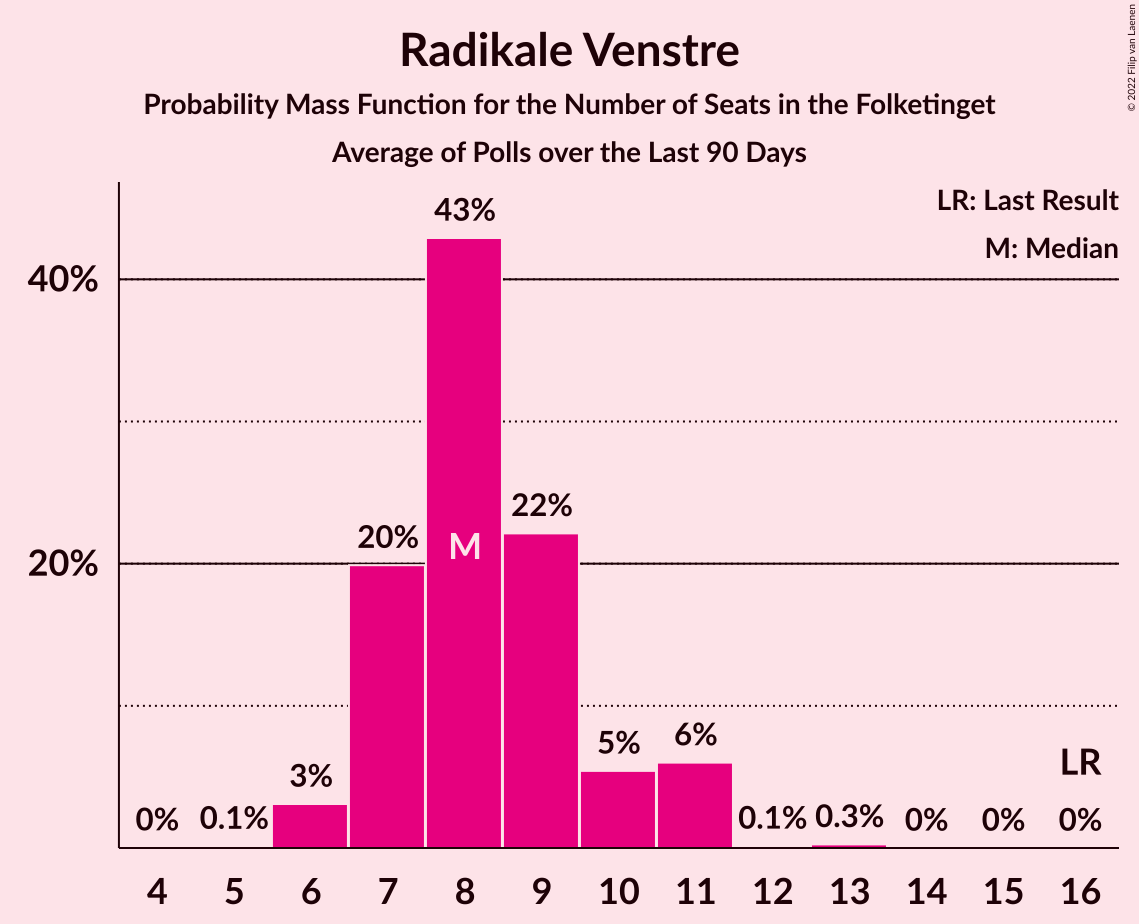 Radikale Venstre
Probability Mass Function for the Number of Seats in the Folketinget
Average of Polls over the Last 90 Days
© 2022 Filip van Laenen
LR: Last Result
M: Median
43%
40%
22%
20%
M
20%
6%
5%
LR
3%
0% 0.1% 0.1% 0.3% 0% 0% 0%
4 5 6 7 8 9 10 11 12 13 14 15 16